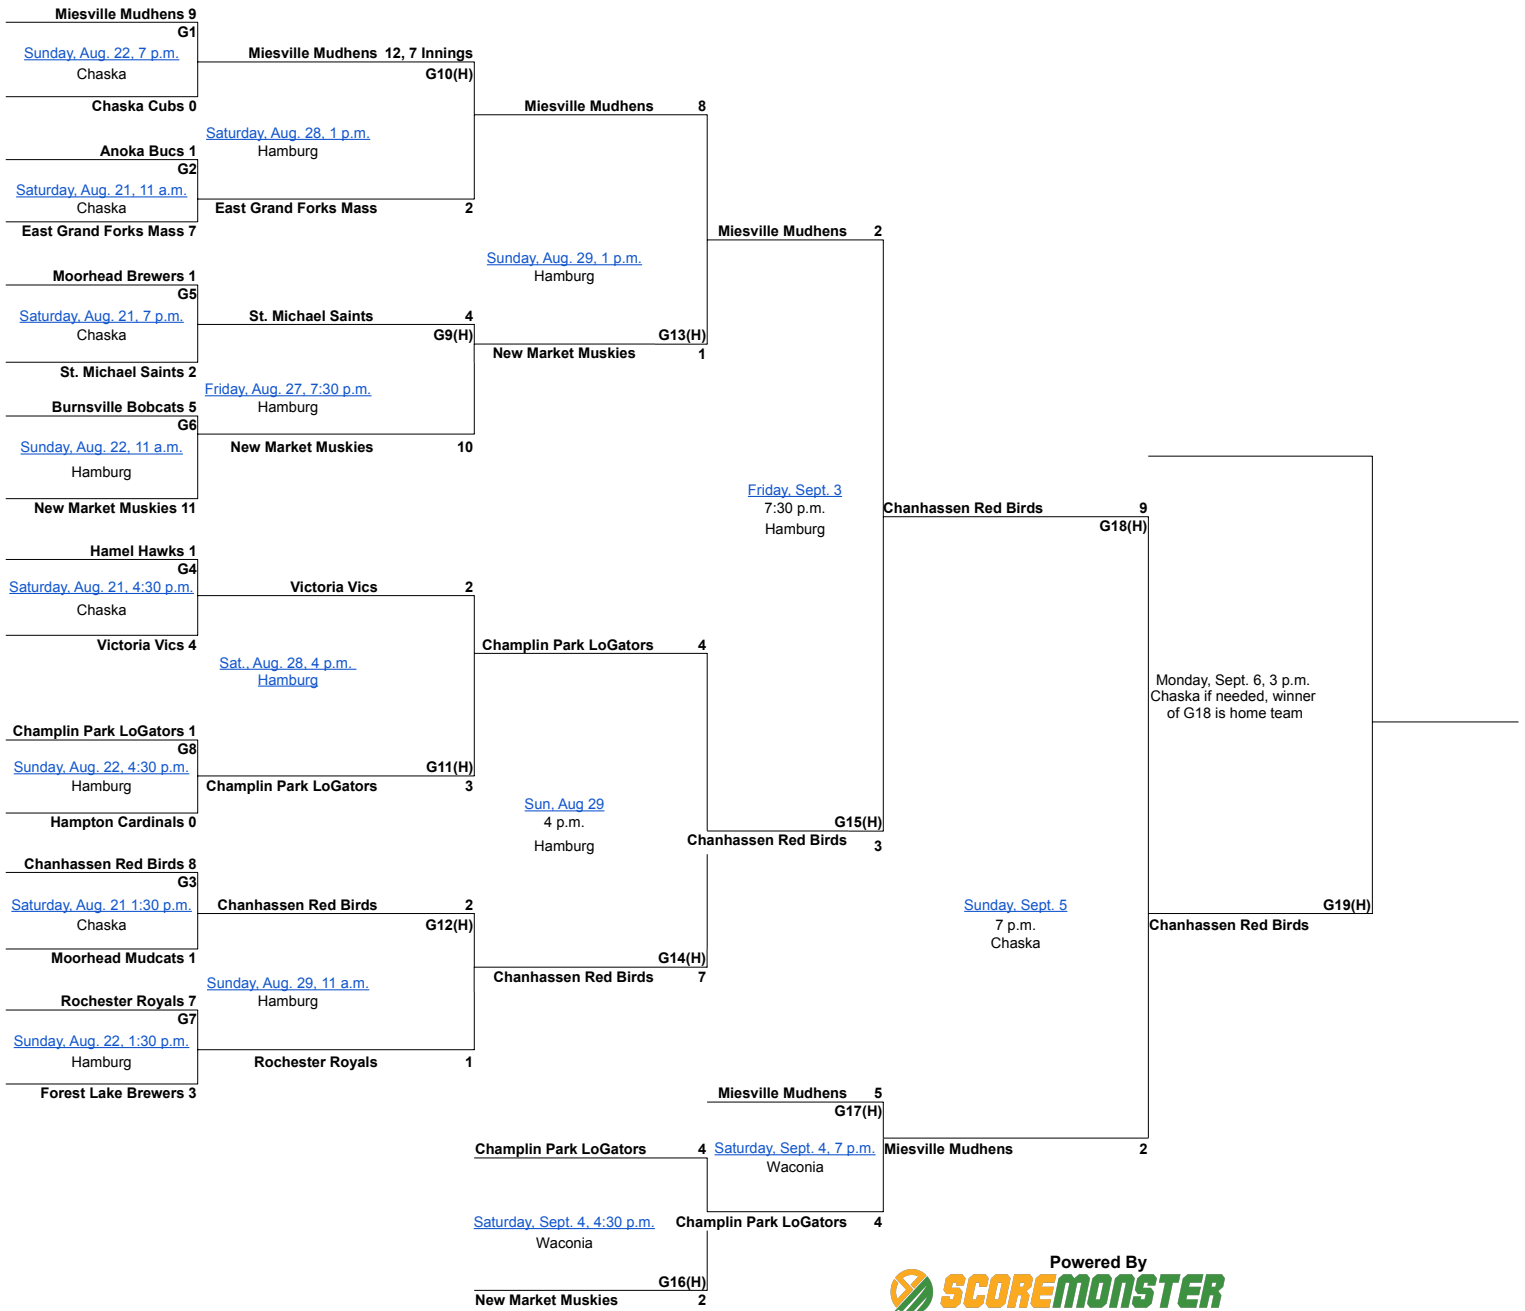 Miesville Mudhens 9
G1
Sunday, Aug. 22, 7 p.m.
Chaska
Chaska Cubs 0
Anoka Bucs 1
G2
Saturday, Aug. 21, 11 a.m.
Chaska
East Grand Forks Mass 7
Moorhead Brewers 1
G5
Saturday, Aug. 21, 7 p.m.
Chaska
St. Michael Saints 2
Burnsville Bobcats 5
G6
Sunday, Aug. 22, 11 a.m.
Hamburg
New Market Muskies 11
Hamel Hawks 1
G4
Saturday, Aug. 21, 4:30 p.m.
Chaska
Victoria Vics 4
Champlin Park LoGators 1
G8
Sunday, Aug. 22, 4:30 p.m.
Hamburg
Hampton Cardinals 0
Chanhassen Red Birds 8
G3
Saturday, Aug. 21 1:30 p.m.
Chaska
Moorhead Mudcats 1
Rochester Royals 7
G7
Sunday, Aug. 22, 1:30 p.m.
Hamburg
Forest Lake Brewers 3
Miesville Mudhens 12, 7 Innings
G10(H)
Saturday, Aug. 28, 1 p.m.
Hamburg
East Grand Forks Mass 2
St. Michael Saints 4
G9(H)
Friday, Aug. 27, 7:30 p.m.
Hamburg
New Market Muskies 10
Victoria Vics 2
Sat., Aug. 28, 4 p.m.
Hamburg
G11(H)
Champlin Park LoGators 3
Chanhassen Red Birds 2
G12(H)
Sunday, Aug. 29, 11 a.m.
Hamburg
Rochester Royals 1
Miesville Mudhens 8
Sunday, Aug. 29, 1 p.m.
Hamburg
G13(H)
New Market Muskies 1
Champlin Park LoGators 4
Sun, Aug 29
4 p.m.
Hamburg
G14(H)
Chanhassen Red Birds 7
Champlin Park LoGators 4
Saturday, Sept. 4, 4:30 p.m.
Waconia
G16(H)
New Market Muskies 2
Miesville Mudhens 2
Friday, Sept. 3
7:30 p.m.
Hamburg
G15(H)
Chanhassen Red Birds 3
Miesville Mudhens 5
G17(H)
Saturday, Sept. 4, 7 p.m.
Waconia
Champlin Park LoGators 4
Chanhassen Red Birds 9
G18(H)
Sunday, Sept. 5
7 p.m.
Chaska
Miesville Mudhens 2
Monday, Sept. 6, 3 p.m.
Chaska if needed, winner
of G18 is home team
G19(H)
Chanhassen Red Birds
Powered By
SCOREMONSTER